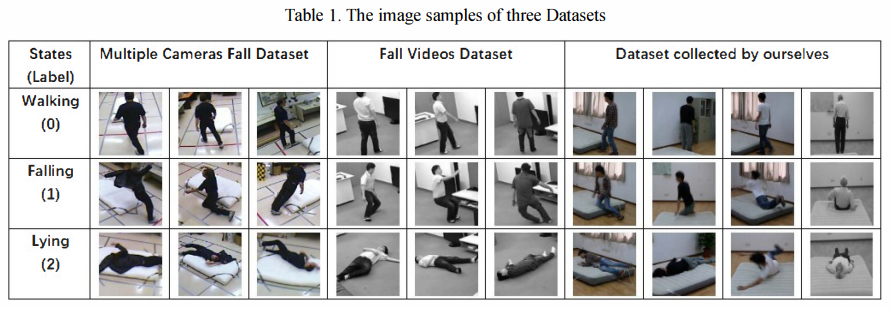 Table 1. The image samples of three Datasets
States Multiple Cameras Fall Dataset Fall Videos Dataset Dataset collected by ourselves
(Label)
Walking
(0)
Falling
(1)
Lying
(2)